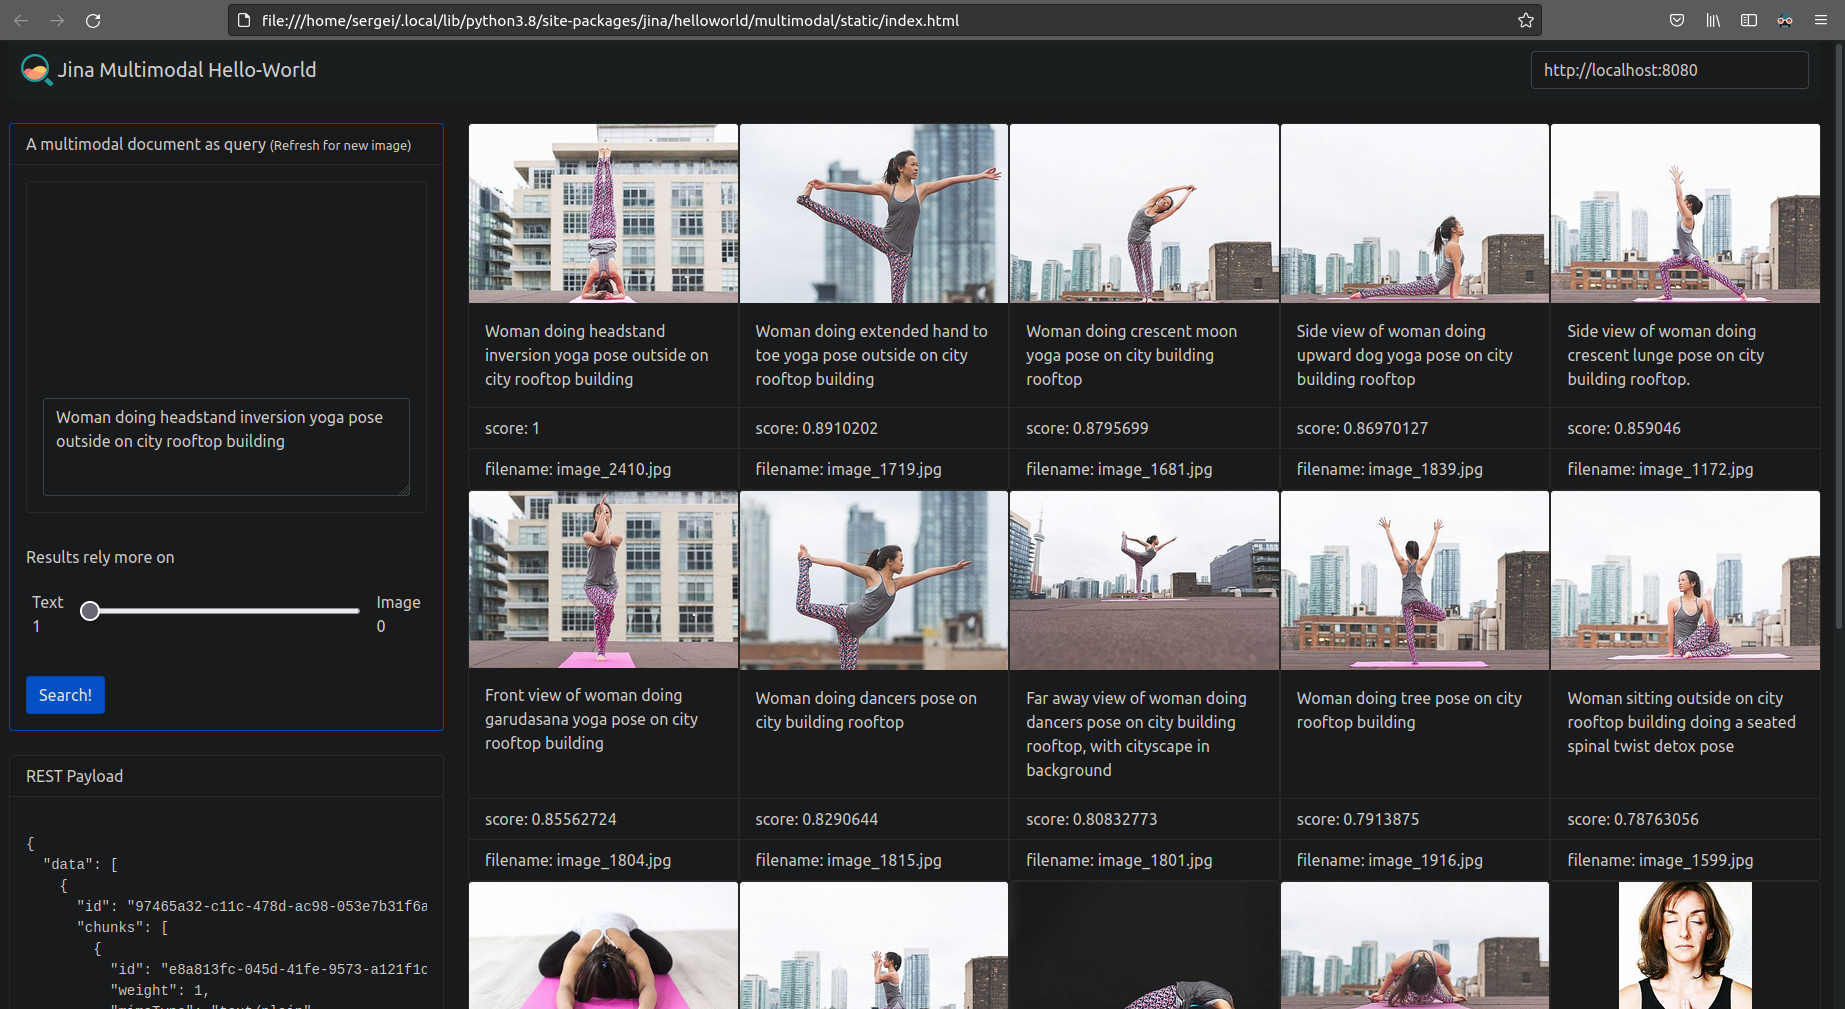 file:///home/sergei/.local/lib/python3.8/site-packages/jina/helloworld/multimodal/static/index.html
Jina Multimodal Hello-World
http://localhost:8080
A multimodal document as query (Refresh for new image)
Woman doing headstand inversion yoga pose
outside on city rooftop building
Results rely more on
Text
1
Image
0
Search!
REST Payload
{
"data": [
{
"id": "97465a32-c11c-478d-ac98-053e7b31f6a
"chunks": [
{
"id": "e8a813fc-045d-41fe-9573-a121f1c
"weight": 1,
"mimeType": "text/plain"
Woman doing headstand
inversion yoga pose outside on
city rooftop building
score: 1
filename: image_2410.jpg
Woman doing extended hand to
toe yoga pose outside on city
rooftop building
score: 0.8910202
filename: image_1719.jpg
Woman doing crescent moon
yoga pose on city building
rooftop
score: 0.8795699
filename: image_1681.jpg
Side view of woman doing
upward dog yoga pose on city
building rooftop
score: 0.86970127
filename: image_1839.jpg
Side view of woman doing
crescent lunge pose on city
building rooftop.
score: 0.859046
filename: image_1172.jpg
Front view of woman doing
garudasana yoga pose on city
rooftop building
score: 0.85562724
filename: image_1804.jpg
Woman doing dancers pose on
city building rooftop
score: 0.8290644
filename: image_1815.jpg
Far away view of woman doing
dancers pose on city building
rooftop, with cityscape in
background
score: 0.80832773
filename: image_1801.jpg
Woman doing tree pose on city
rooftop building
score: 0.7913875
filename: image_1916.jpg
Woman sitting outside on city
rooftop building doing a seated
spinal twist detox pose
score: 0.78763056
filename: image_1599.jpg